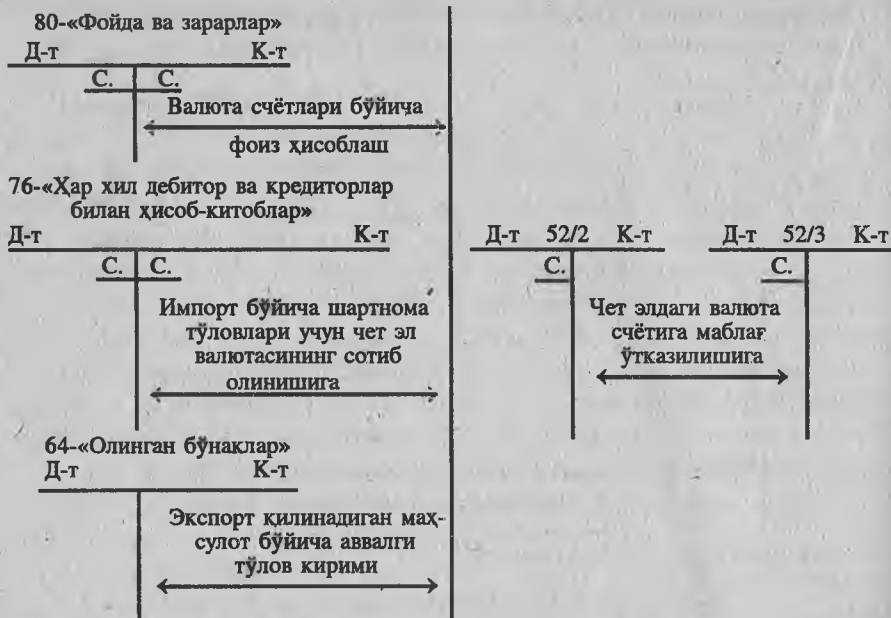 80-«Фойда ва зарарлар»
Д-т К-т
С. С.
Валюта счётлари бўйича
фоиз ҳисоблаш
76-«Ҳар хил дебитор ва кредиторлар
билан ҳисоб-китоблар»
Д-т К-т
С. С.
Импорт бўйича шартнома
тўловлари учун чет эл
валютасининг сотиб
олинишига
Д-т 52/2 К-т
С.
Д-т 52/3 К-т
С.
Чет элдаги валюта
счётига маблағ
ўтказилишига
64-«Олинган бўнаклар»
Д-т К-т
Экспорт қилинадиган маҳ-
сулот бўйича аввалги
тўлов кирими